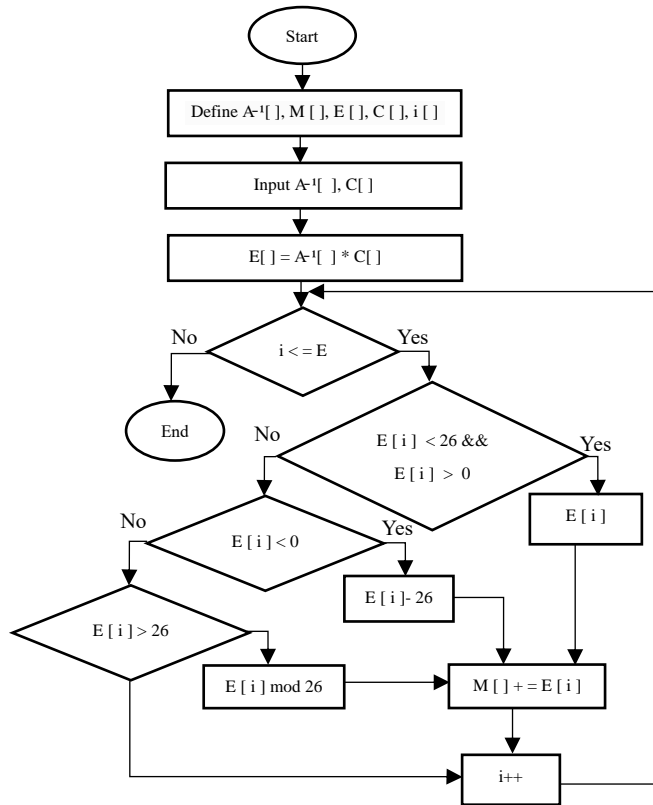 Start
Define A⁻¹[ ], M [ ], E [ ], C [ ], i [ ]
Input A⁻¹[ ], C[ ]
E[ ] = A⁻¹[ ] * C[ ]
No
Yes
i < = E
End
No
E [ i ] < 26 &&
E [ i ] > 0
Yes
E [ i ]
No
E [ i ] < 0
Yes
E [ i ]- 26
E [ i ] > 26
E [ i ] mod 26
M [ ] + = E [ i ]
i++